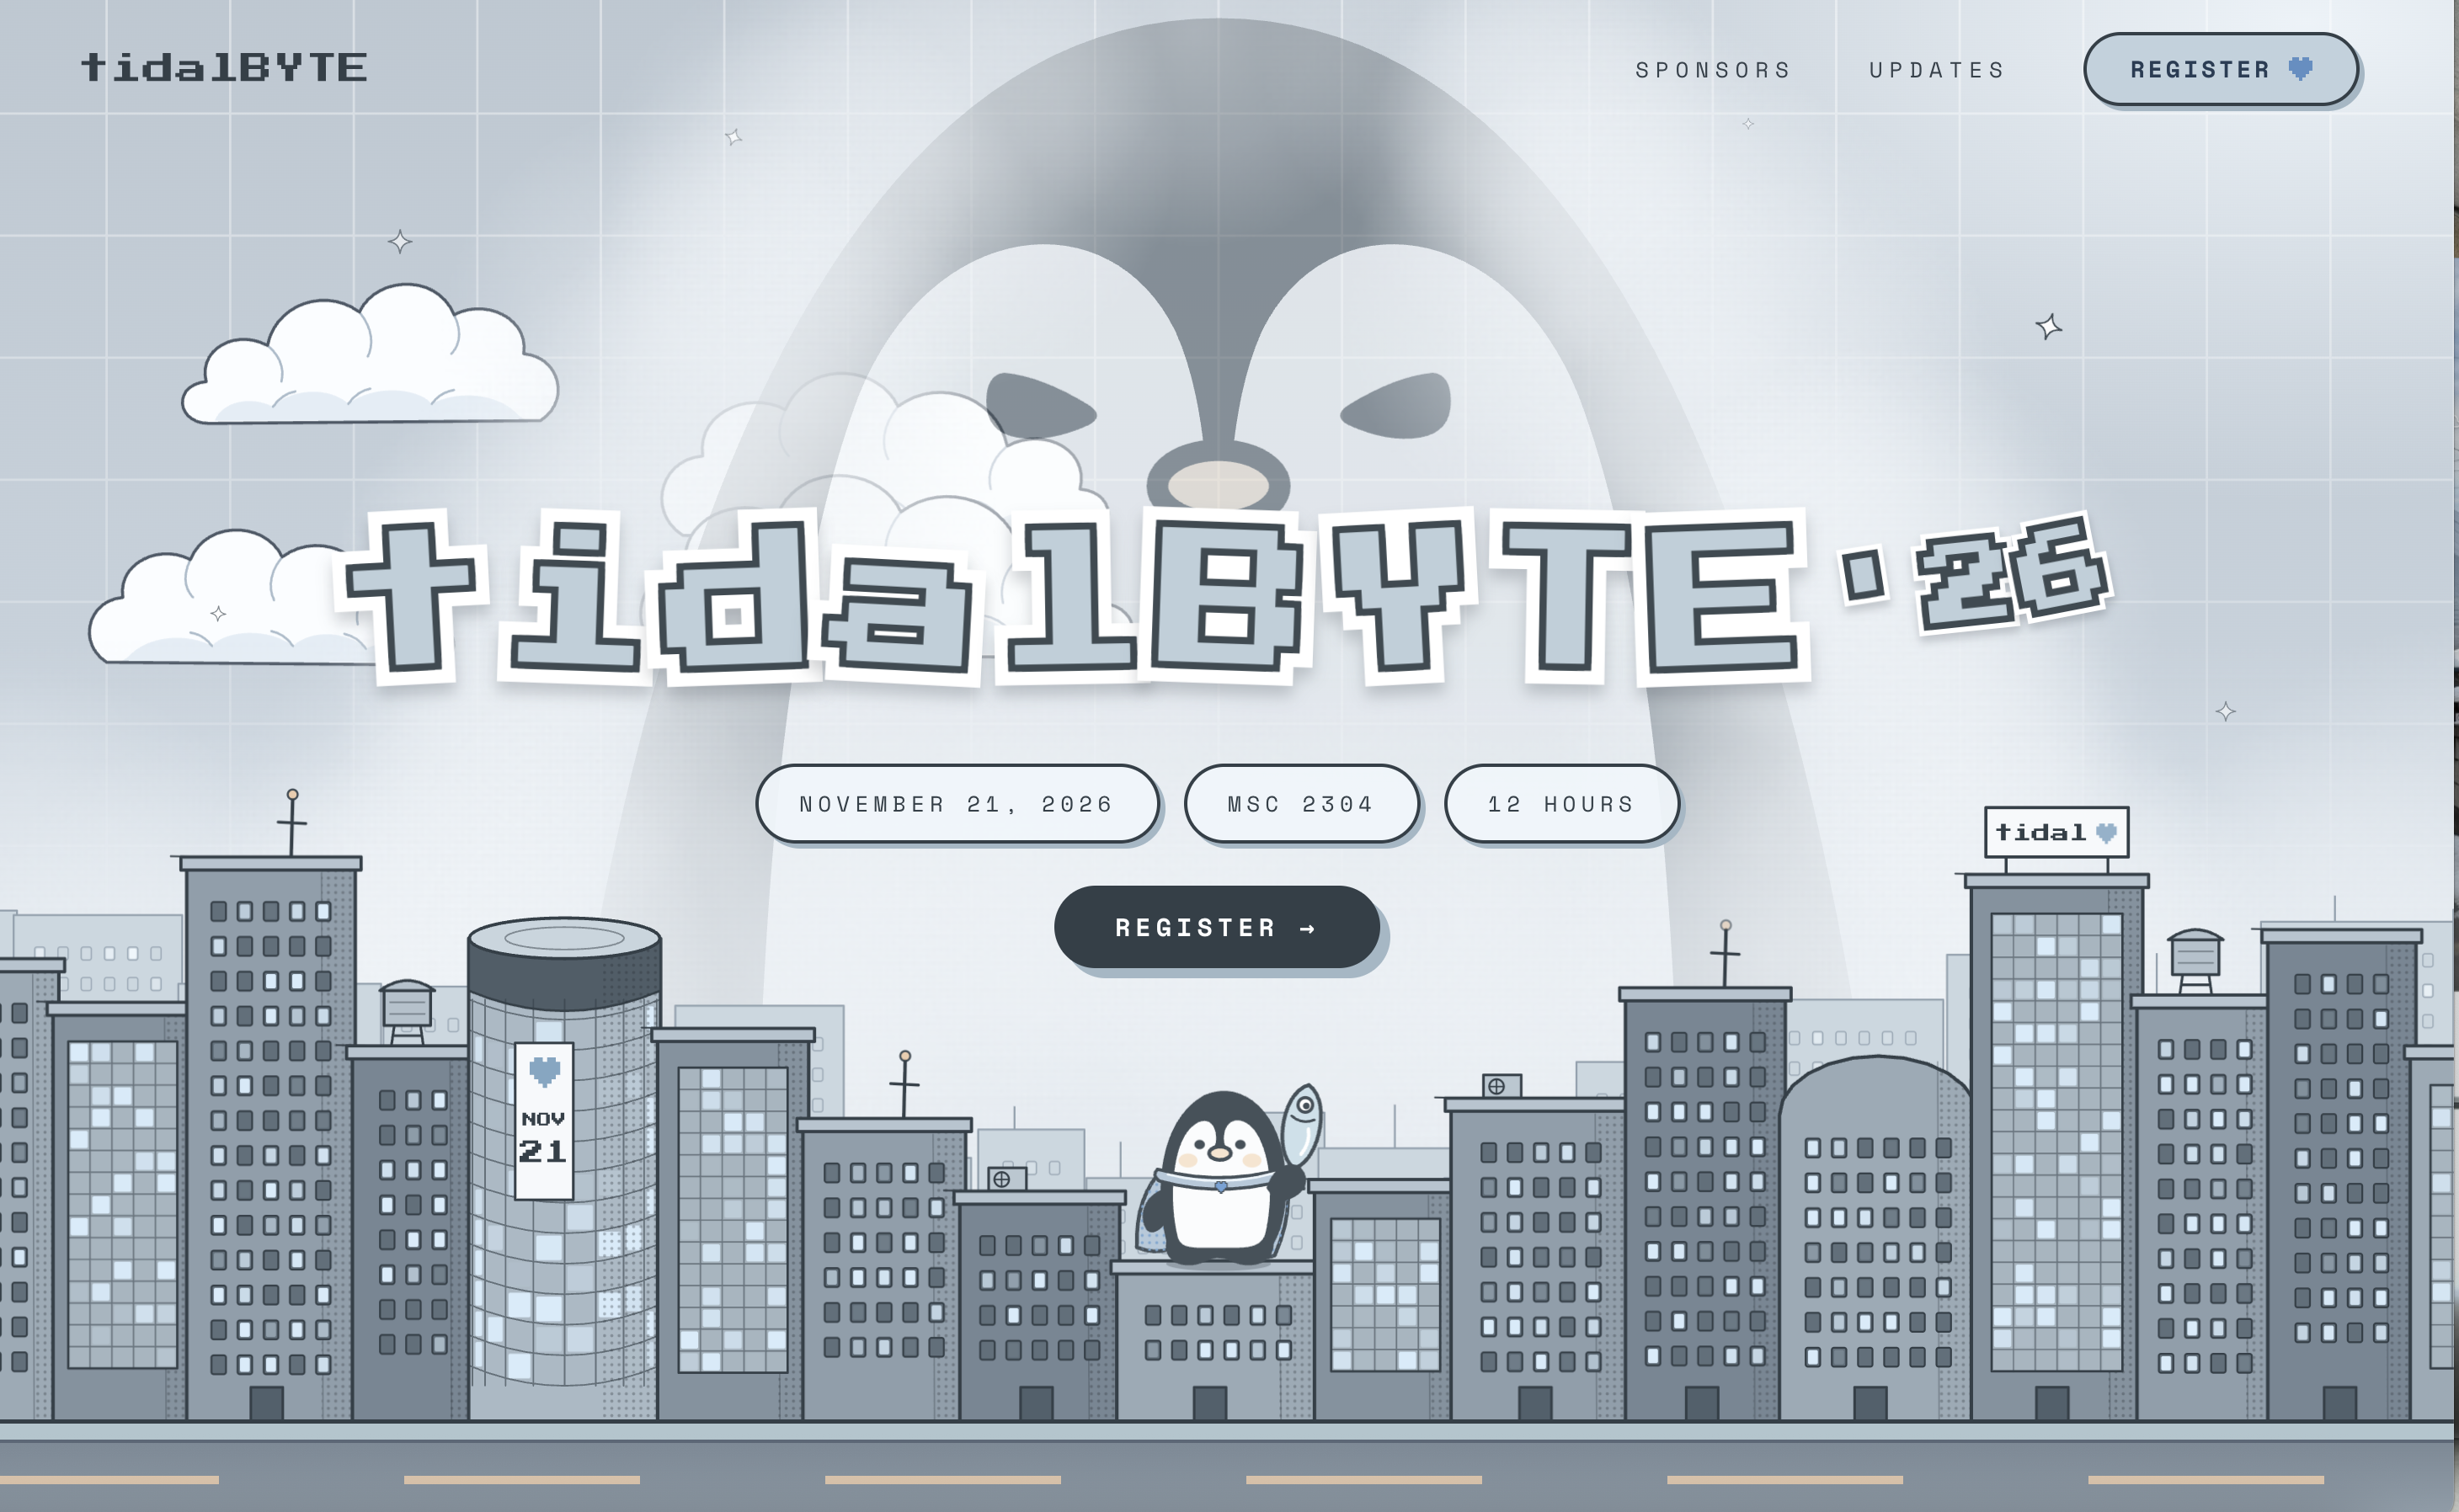 tidalBYTE
SPONSORS
UPDATES
REGISTER
tidalBYTE '26
NOVEMBER 21, 2026
MSC 2304
12 HOURS
REGISTER →
tidal
NOV
21